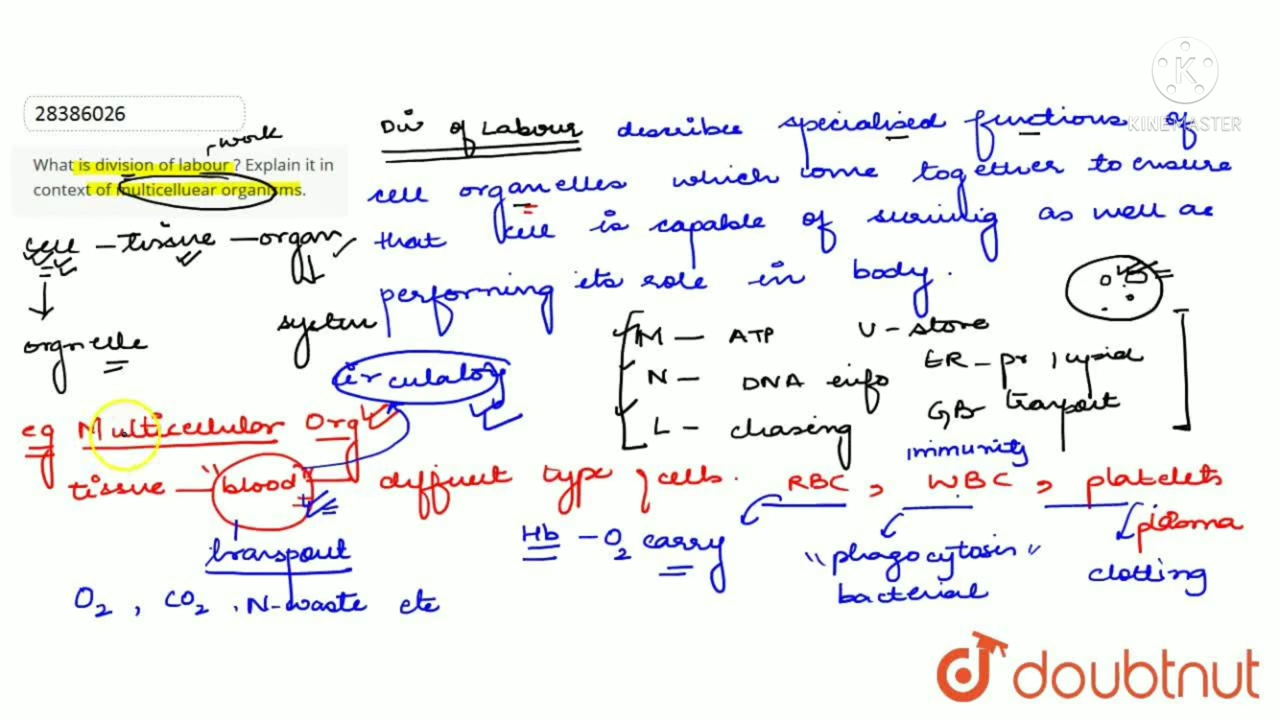 28386026
work
What is division of labour ? Explain it in
context of multicelluear organisms.
Div of Labour describes specialised functions of
cell organelles which come together to ensure
that cell is capable of surviving as well as
performing its role in body.
cell – tissue – organ
organelle
system
circulatory
M – ATP
N – DNA info
L – chasing
V – store
ER – pr, lypid
GB – transport
eg Multicellular Org
tissue – "blood" – different type of cells. RBC, WBC, platelets
plasma
immunity
Hb – O2 carry
"phagocytosis"
bacterial
clotting
transpout
O2, CO2, N-waste etc
KINEMASTER
doubtnut